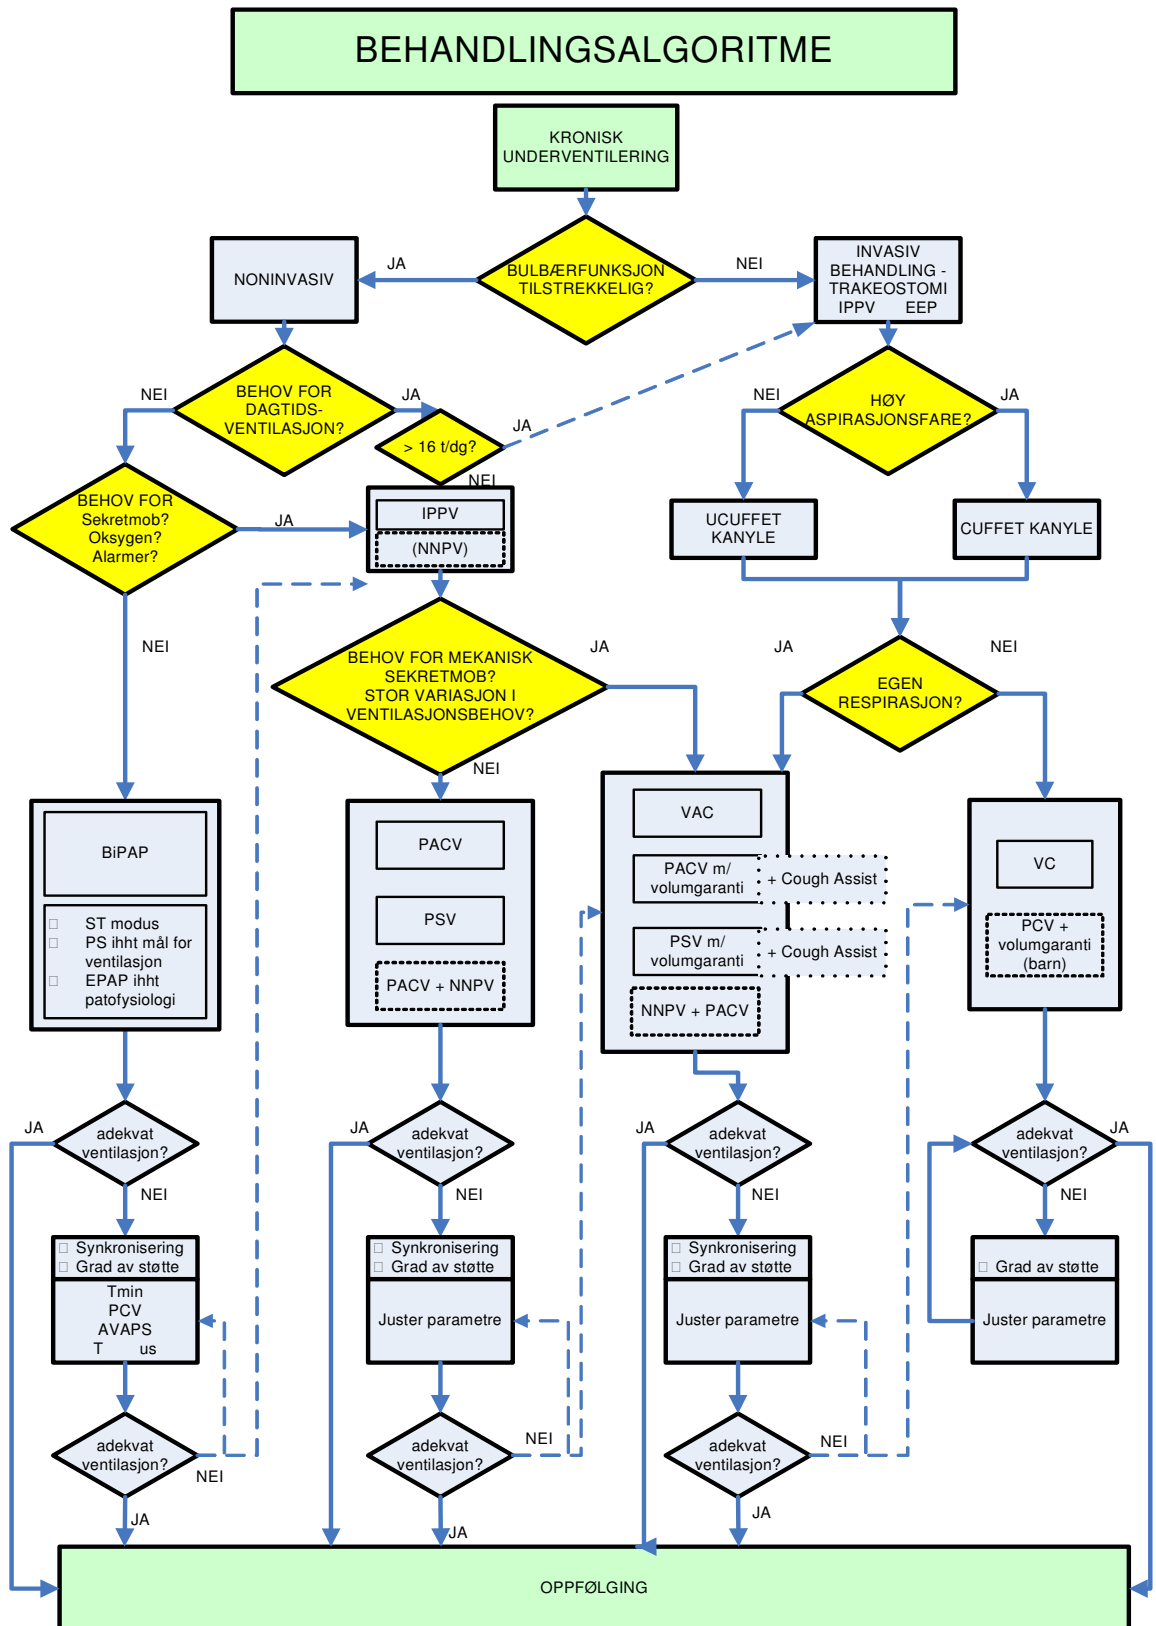 BEHANDLINGSALGORITME
KRONISK
UNDERVENTILERING
BULBÆRFUNKSJON
TILSTREKKELIG?
JA
NEI
NONINVASIV
INVASIV
BEHANDLING -
TRAKEOSTOMI
IPPV EEP
BEHOV FOR
DAGTIDS-
VENTILASJON?
NEI
JA
> 16 t/dg?
JA
NEI
HØY
ASPIRASJONSFARE?
NEI
JA
BEHOV FOR
Sekretmob?
Oksygen?
Alarmer?
JA
NEI
IPPV
(NNPV)
UCUFFET
KANYLE
CUFFET KANYLE
BEHOV FOR MEKANISK
SEKRETMOB?
STOR VARIASJON I
VENTILASJONSBEHOV?
JA
NEI
EGEN
RESPIRASJON?
JA
NEI
BiPAP
ST modus
PS ihht mål for
ventilasjon
EPAP ihht
patofysiologi
PACV
PSV
PACV + NNPV
VAC
PACV m/
volumgaranti
+ Cough Assist
PSV m/
volumgaranti
+ Cough Assist
NNPV + PACV
VC
PCV +
volumgaranti
(barn)
adekvat
ventilasjon?
JA
NEI
adekvat
ventilasjon?
JA
NEI
adekvat
ventilasjon?
JA
NEI
adekvat
ventilasjon?
JA
NEI
Synkronisering
Grad av støtte
Tmin
PCV
AVAPS
T us
Synkronisering
Grad av støtte
Juster parametre
Synkronisering
Grad av støtte
Juster parametre
Grad av støtte
Juster parametre
adekvat
ventilasjon?
NEI
JA
adekvat
ventilasjon?
NEI
JA
adekvat
ventilasjon?
NEI
JA
OPPFØLGING